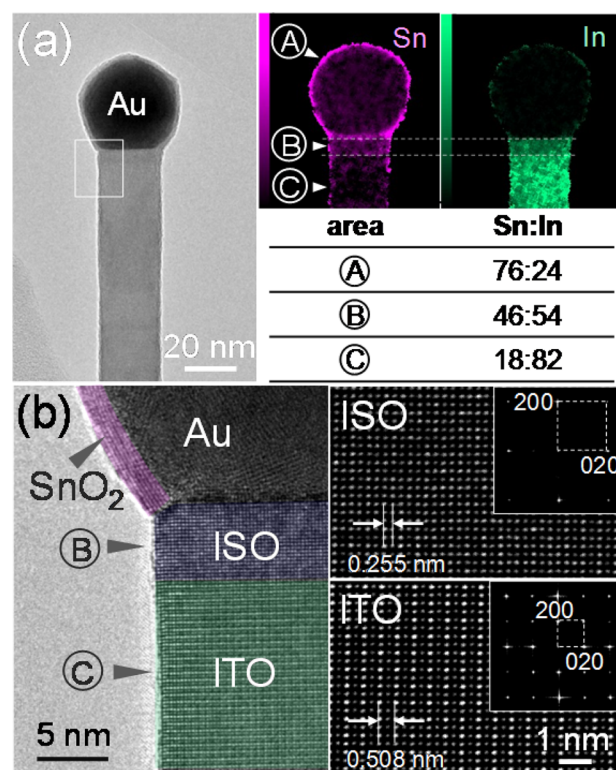 (a)
Au
20 nm
A
B
C
Sn
In
area Sn:In
A 76:24
B 46:54
C 18:82
(b)
Au
SnO2
B
ISO
C
ITO
5 nm
ISO
200
020
0.255 nm
ITO
200
020
0.508 nm
1 nm